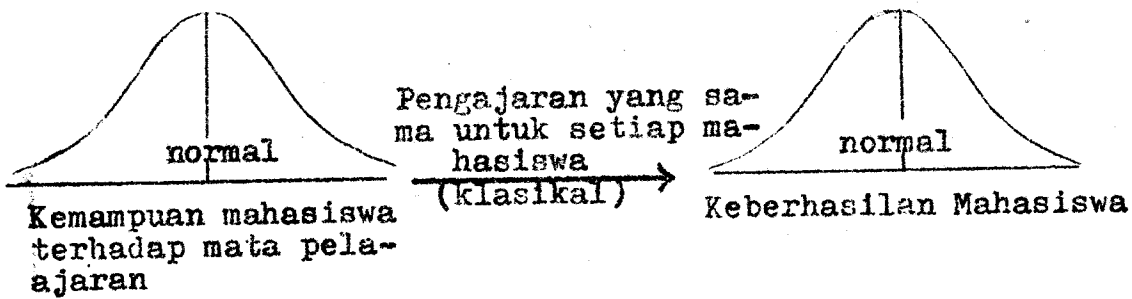 normal
Kemampuan mahasiswa
terhadap mata pela-
ajaran
Pengajaran yang sa-
ma untuk setiap ma-
hasiswa
(klasikal)
normal
Keberhasilan Mahasiswa